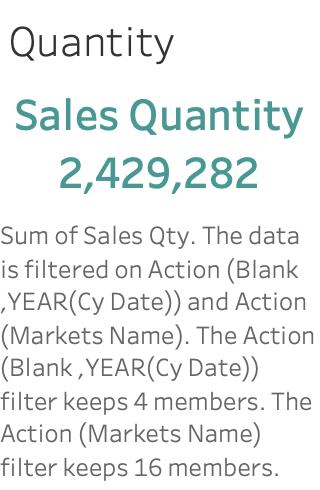 Quantity
Sales Quantity
2,429,282
Sum of Sales Qty. The data
is filtered on Action (Blank
,YEAR(Cy Date)) and Action
(Markets Name). The Action
(Blank ,YEAR(Cy Date))
filter keeps 4 members. The
Action (Markets Name)
filter keeps 16 members.